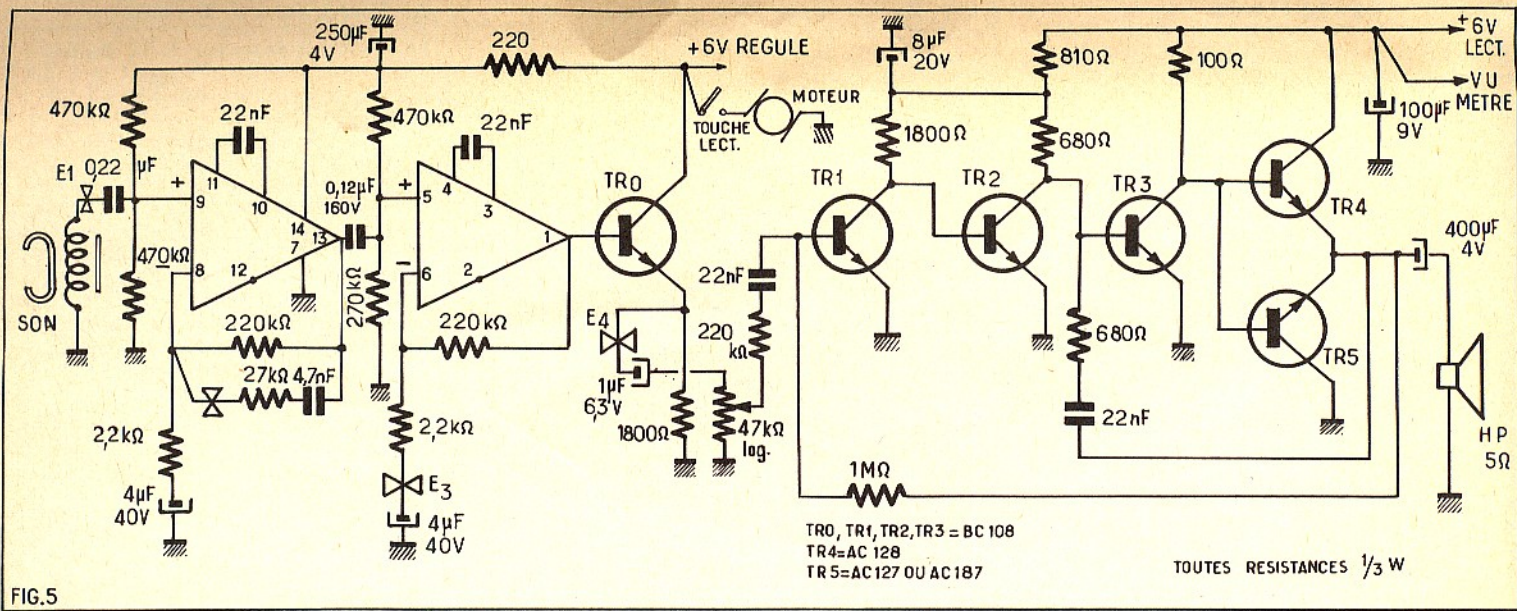 250µF
4V
220
+6V REGULE
TOUCHE
LECT.
MOTEUR
8µF
20V
810Ω
100Ω
+6V
LECT.
VU
METRE
100µF
9V
470kΩ
22nF
470kΩ
22nF
1800Ω
680Ω
E1
0,22
µF
+
9
11
10
14
7
13
8
–
12
470kΩ
SON
0,12µF
160V
270kΩ
+
5
4
3
1
6
–
2
TR0
TR1
TR2
TR3
TR4
TR5
400µF
4V
220kΩ
27kΩ
4,7nF
220kΩ
E4
1µF
6,3V
22nF
220
kΩ
680Ω
22nF
2,2kΩ
4µF
40V
2,2kΩ
E3
4µF
40V
1800Ω
47kΩ
log.
1MΩ
HP
5Ω
TR0, TR1, TR2, TR3 = BC 108
TR4=AC 128
TR5=AC127 OU AC187
TOUTES RESISTANCES 1/3 W
FIG.5